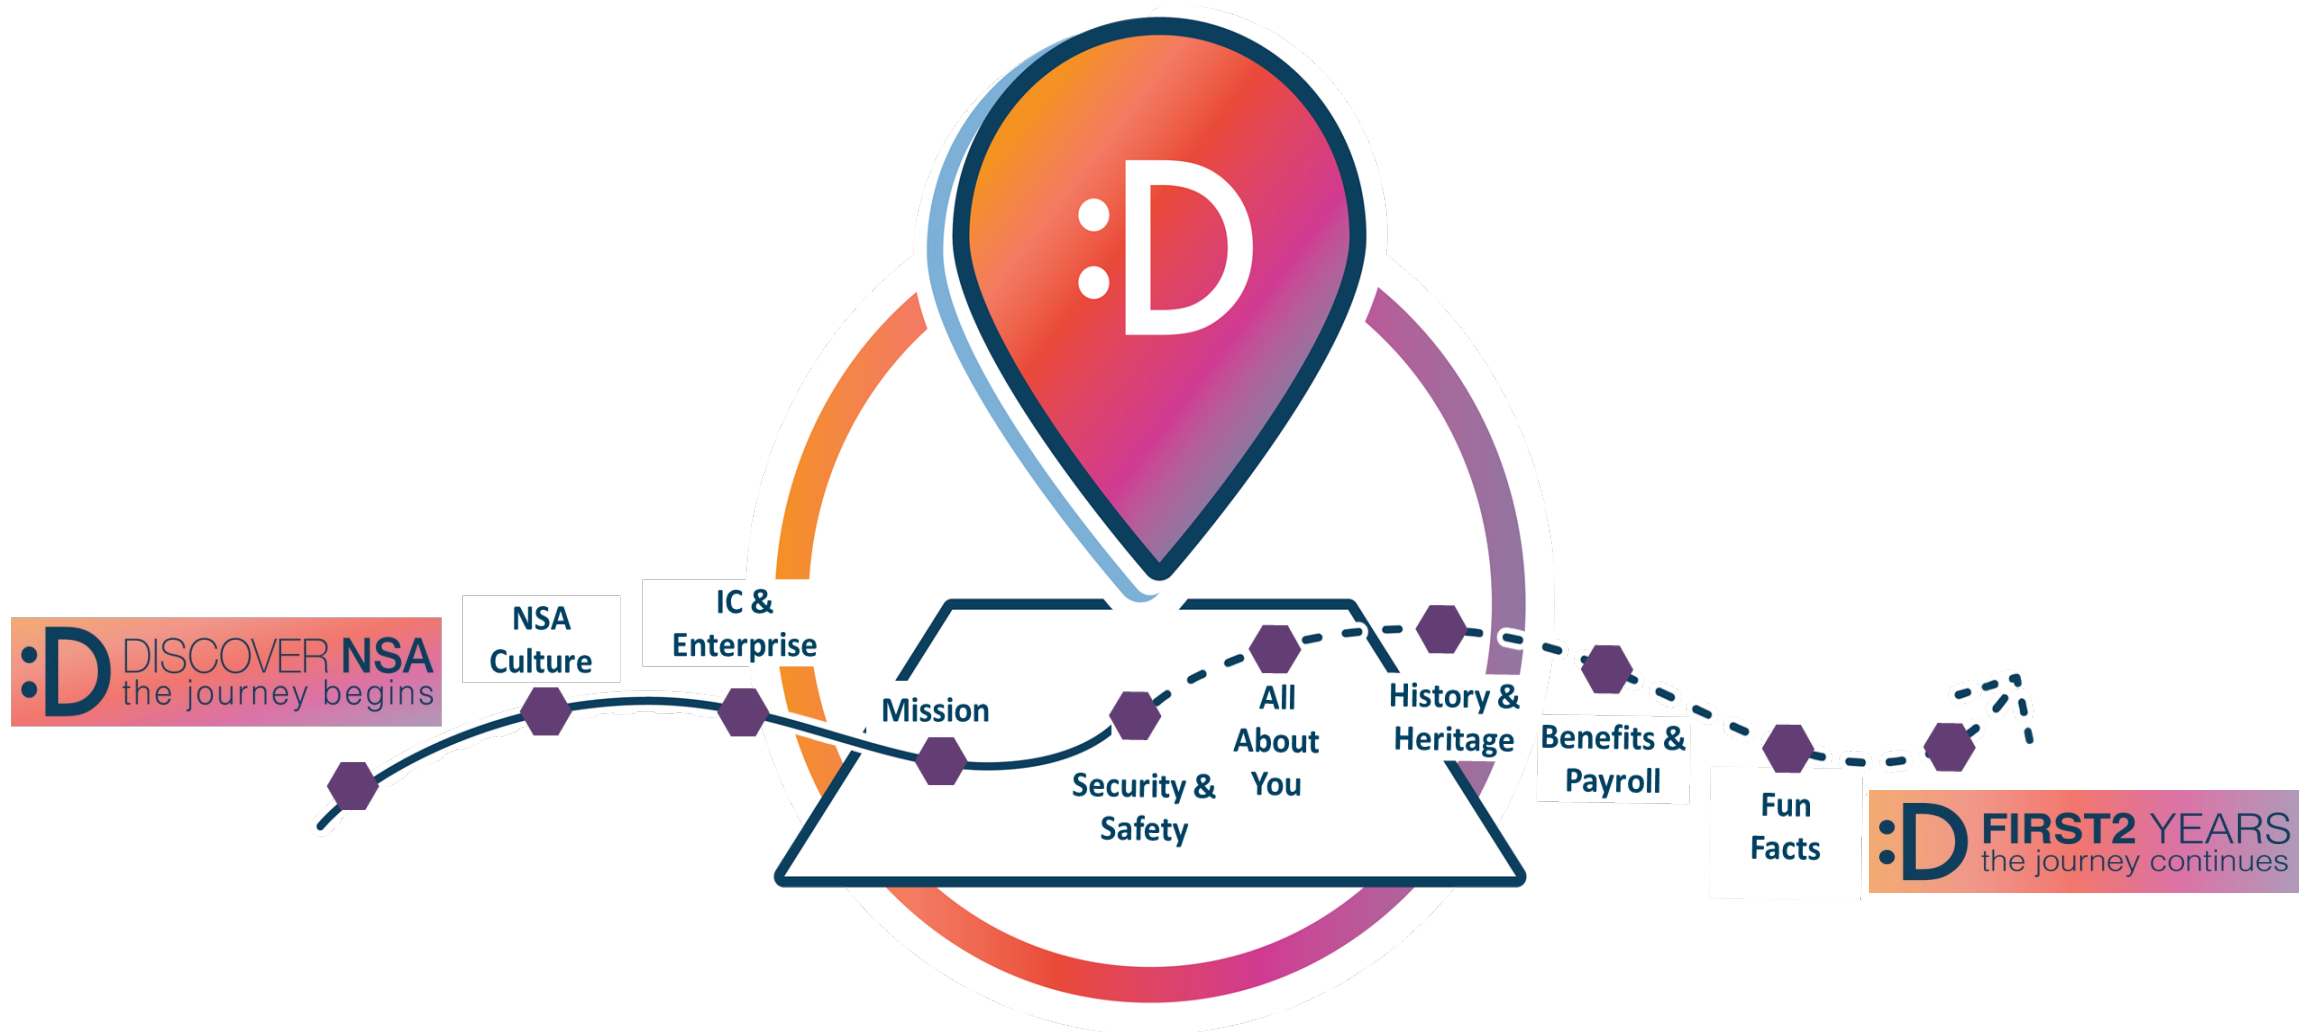 :D
:D DISCOVER NSA
the journey begins
NSA
Culture
IC &
Enterprise
Mission
Security &
Safety
All
About
You
History &
Heritage
Benefits &
Payroll
Fun
Facts
:D FIRST2 YEARS
the journey continues